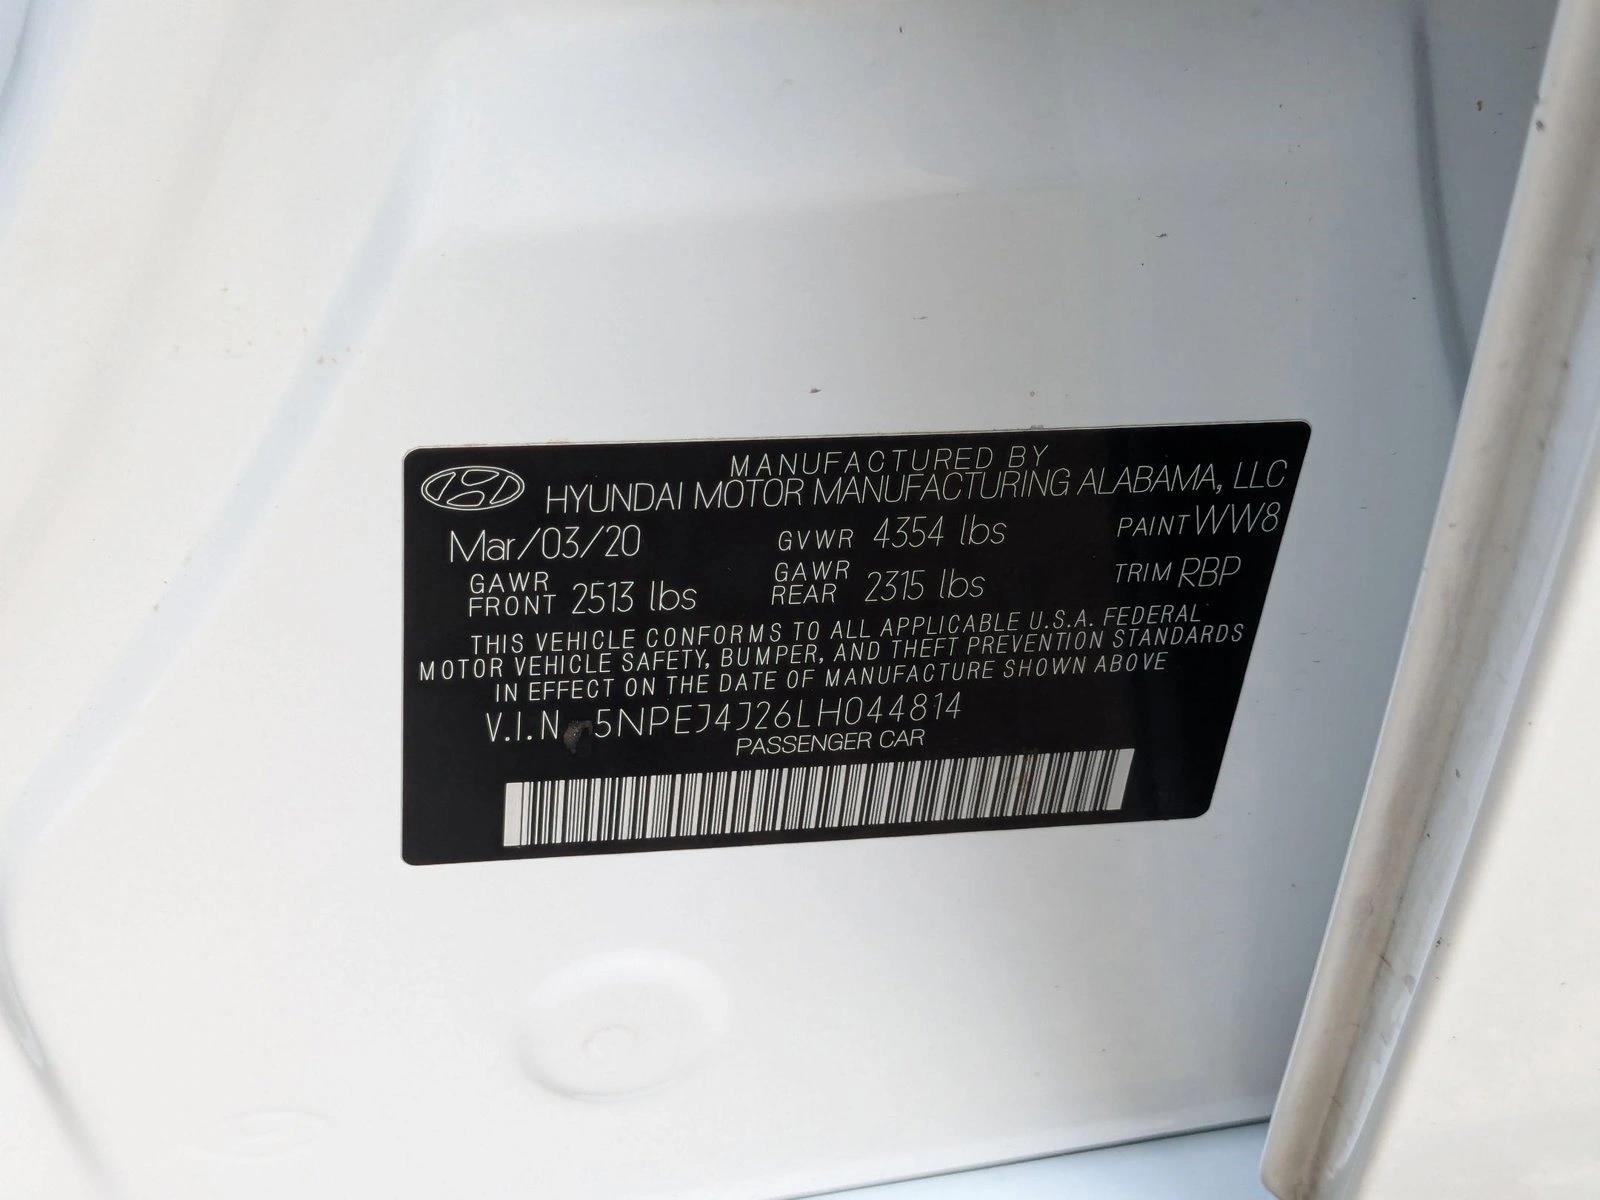 MANUFACTURED BY
HYUNDAI MOTOR MANUFACTURING ALABAMA, LLC
Mar/03/20 GVWR 4354 lbs PAINT WW8
GAWR FRONT 2513 lbs GAWR REAR 2315 lbs TRIM RBP
THIS VEHICLE CONFORMS TO ALL APPLICABLE U.S.A. FEDERAL
MOTOR VEHICLE SAFETY, BUMPER, AND THEFT PREVENTION STANDARDS
IN EFFECT ON THE DATE OF MANUFACTURE SHOWN ABOVE
V.I.N 5NPEJ4J26LH044814
PASSENGER CAR